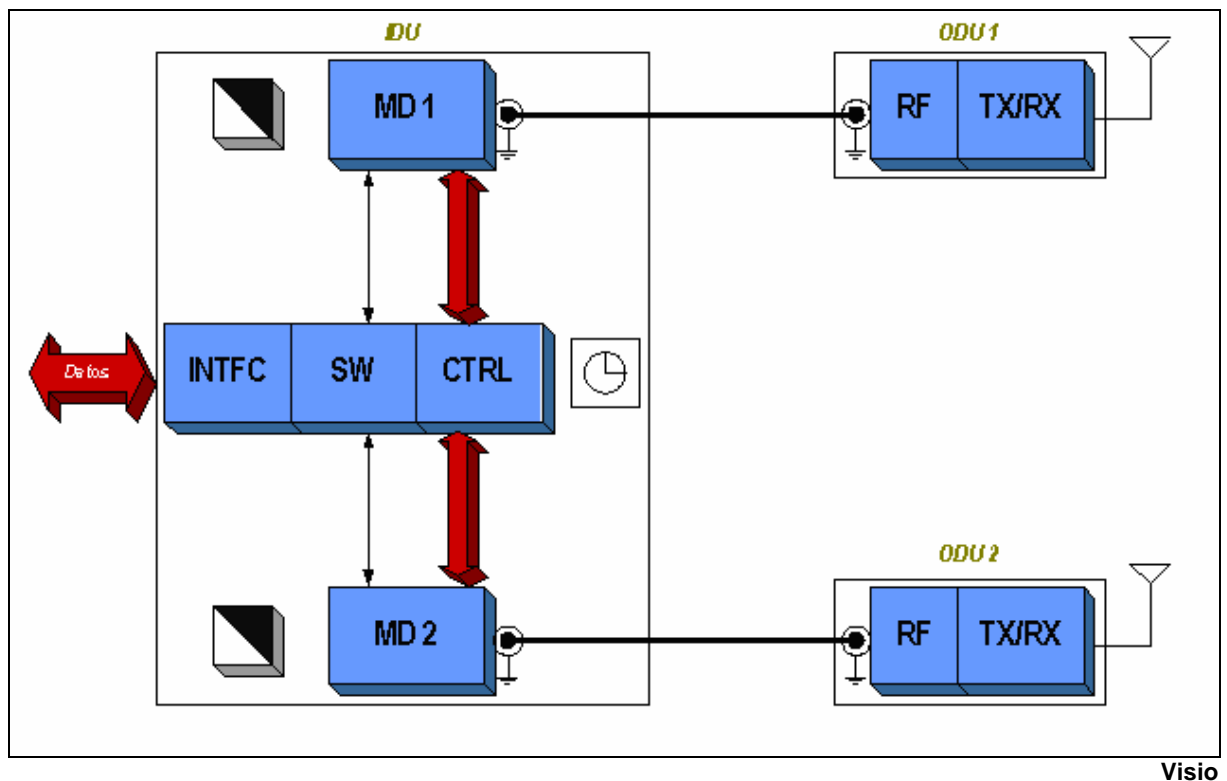 IDU
ODU 1
MD 1
RF
TX/RX
INTFC
SW
CTRL
Datos
ODU 2
MD 2
RF
TX/RX
Visio